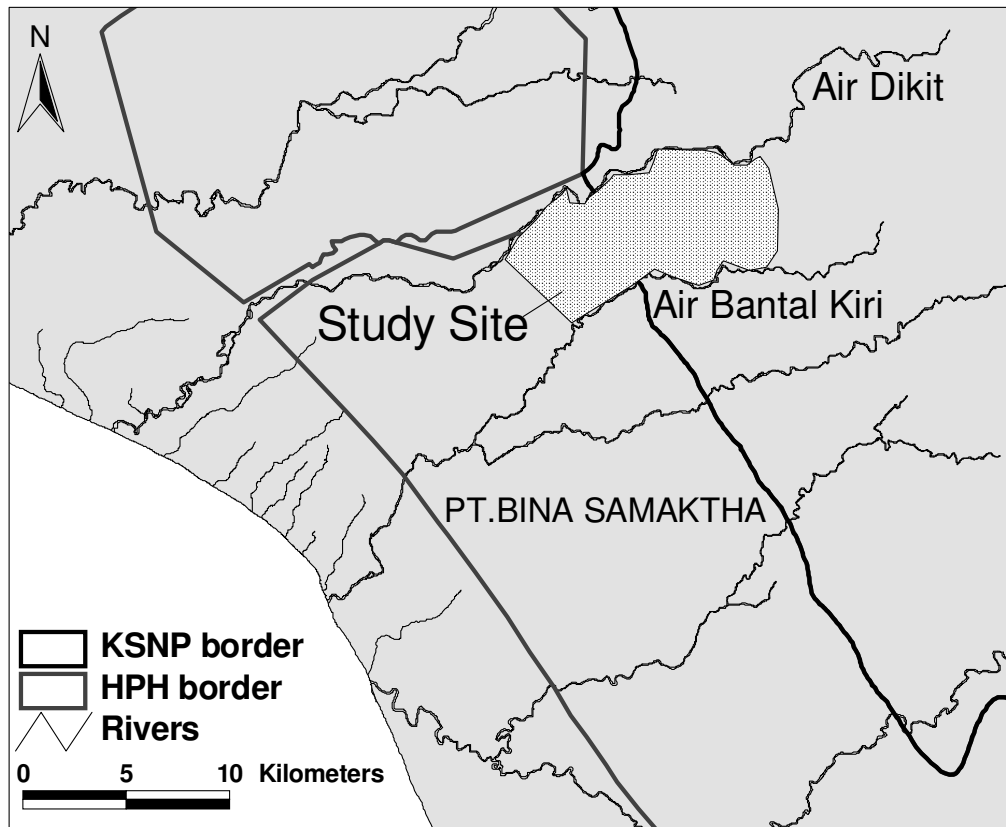 N
Air Dikit
Study Site
Air Bantal Kiri
PT.BINA SAMAKTHA
KSNP border
HPH border
Rivers
0 5 10 Kilometers